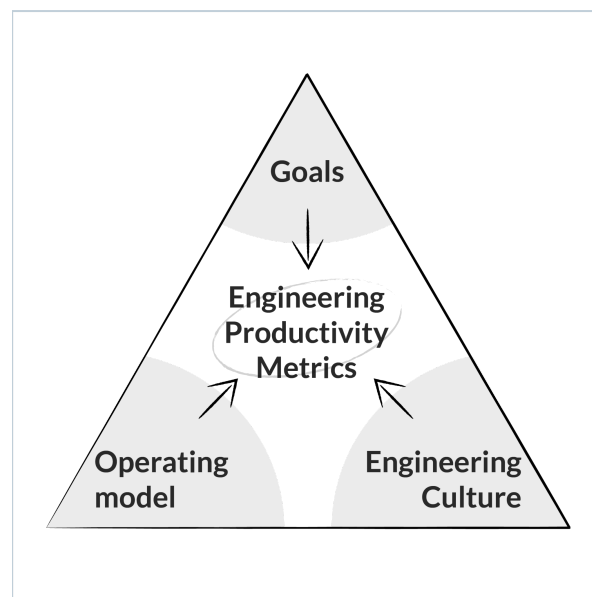 Goals
Engineering
Productivity
Metrics
Operating
model
Engineering
Culture